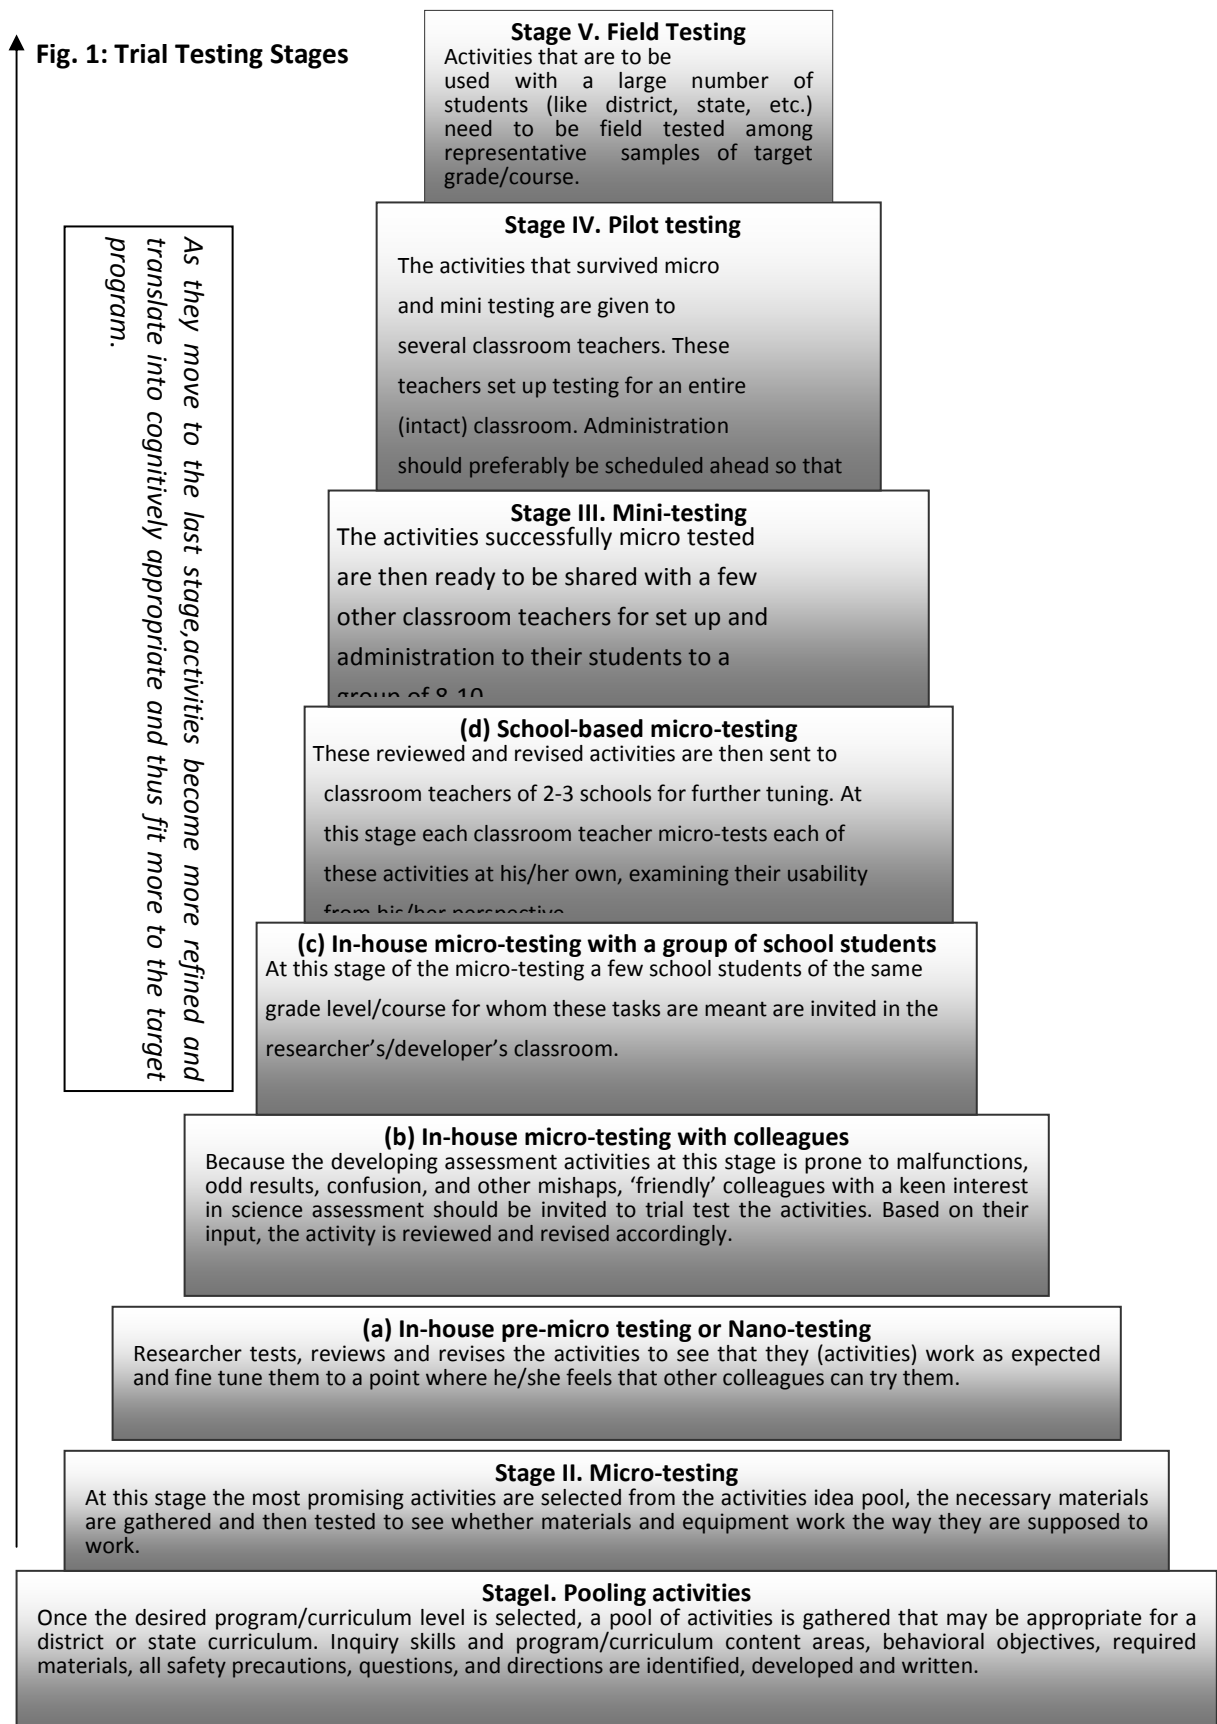 Fig. 1: Trial Testing Stages
Stage V. Field Testing
Activities that are to be
used with a large number of
students (like district, state, etc.)
need to be field tested among
representative samples of target
grade/course.
Stage IV. Pilot testing
The activities that survived micro
and mini testing are given to
several classroom teachers. These
teachers set up testing for an entire
(intact) classroom. Administration
should preferably be scheduled ahead so that
As they move to the last stage,activities become more refined and
translate into cognitively appropriate and thus fit more to the target
program.
Stage III. Mini-testing
The activities successfully micro tested
are then ready to be shared with a few
other classroom teachers for set up and
administration to their students to a
group of 8-10
(d) School-based micro-testing
These reviewed and revised activities are then sent to
classroom teachers of 2-3 schools for further tuning. At
this stage each classroom teacher micro-tests each of
these activities at his/her own, examining their usability
from his/her perspective
(c) In-house micro-testing with a group of school students
At this stage of the micro-testing a few school students of the same
grade level/course for whom these tasks are meant are invited in the
researcher’s/developer’s classroom.
(b) In-house micro-testing with colleagues
Because the developing assessment activities at this stage is prone to malfunctions,
odd results, confusion, and other mishaps, ‘friendly’ colleagues with a keen interest
in science assessment should be invited to trial test the activities. Based on their
input, the activity is reviewed and revised accordingly.
(a) In-house pre-micro testing or Nano-testing
Researcher tests, reviews and revises the activities to see that they (activities) work as expected
and fine tune them to a point where he/she feels that other colleagues can try them.
Stage II. Micro-testing
At this stage the most promising activities are selected from the activities idea pool, the necessary materials
are gathered and then tested to see whether materials and equipment work the way they are supposed to
work.
StageI. Pooling activities
Once the desired program/curriculum level is selected, a pool of activities is gathered that may be appropriate for a
district or state curriculum. Inquiry skills and program/curriculum content areas, behavioral objectives, required
materials, all safety precautions, questions, and directions are identified, developed and written.